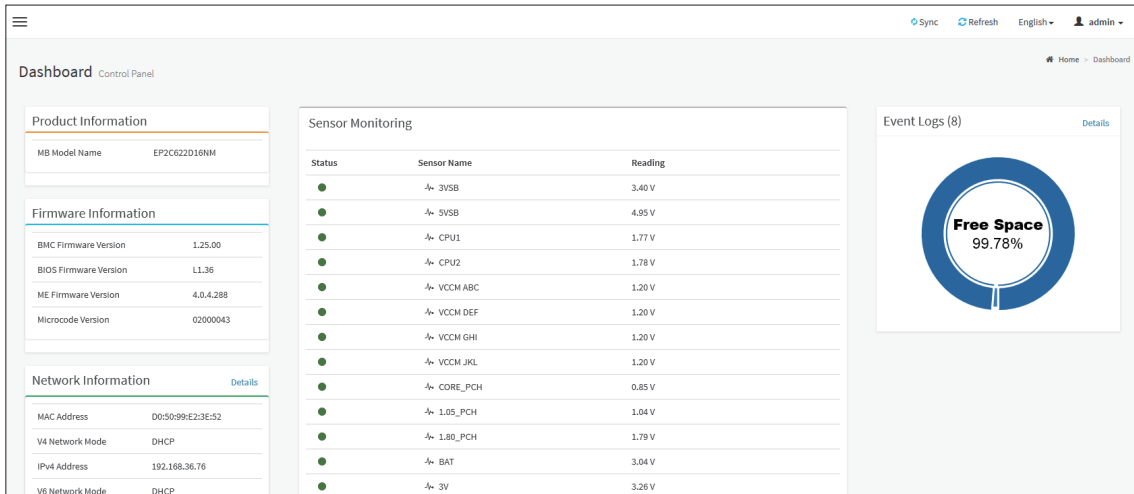 Sync Refresh English admin
Dashboard Control Panel
Home > Dashboard
Product Information
MB Model Name EP2C622D16NM
Firmware Information
BMC Firmware Version 1.25.00
BIOS Firmware Version L1.36
ME Firmware Version 4.0.4.288
Microcode Version 02000043
Network Information Details
MAC Address D0:50:99:E2:3E:52
V4 Network Mode DHCP
IPv4 Address 192.168.36.76
V6 Network Mode DHCP
Sensor Monitoring
Status Sensor Name Reading
3VSB 3.40 V
5VSB 4.95 V
CPU1 1.77 V
CPU2 1.78 V
VCCM ABC 1.20 V
VCCM DEF 1.20 V
VCCM GHI 1.20 V
VCCM JKL 1.20 V
CORE_PCH 0.85 V
1.05_PCH 1.04 V
1.80_PCH 1.79 V
BAT 3.04 V
3V 3.26 V
Event Logs (8) Details
Free Space
99.78%